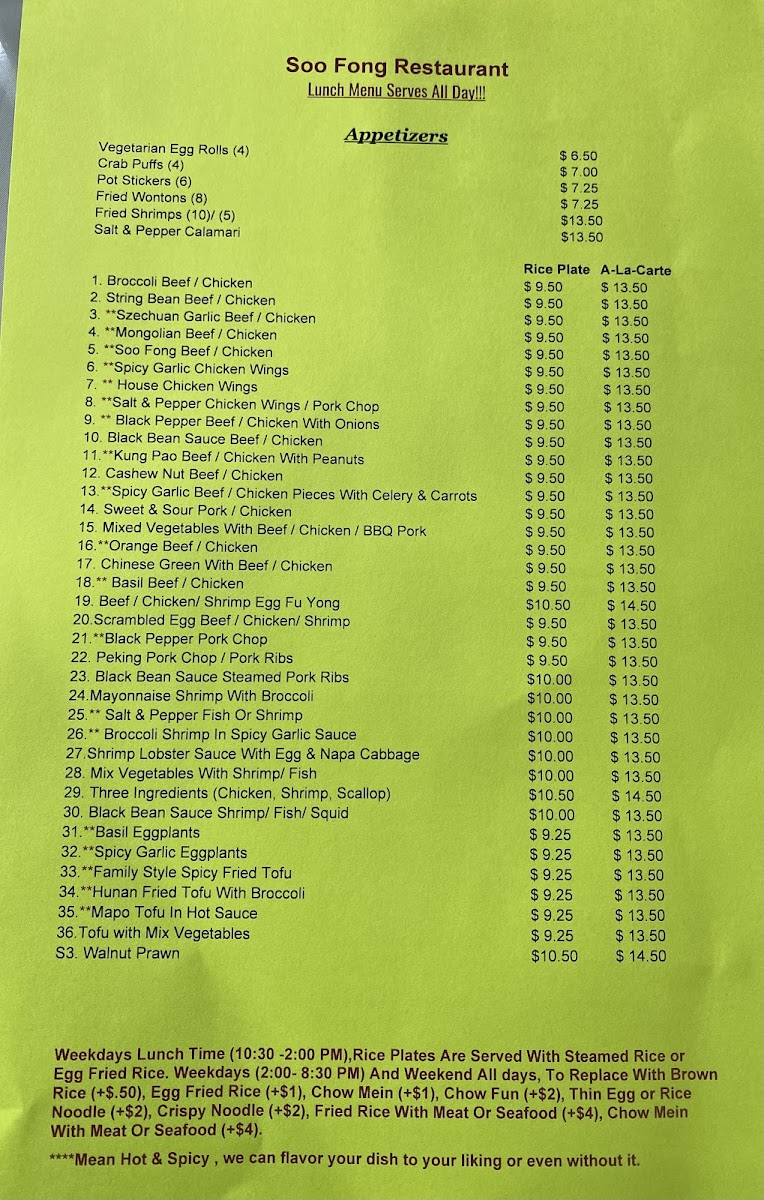 Soo Fong Restaurant
Lunch Menu Serves All Day!!!
Appetizers
Vegetarian Egg Rolls (4) $ 6.50
Crab Puffs (4) $ 7.00
Pot Stickers (6) $ 7.25
Fried Wontons (8) $ 7.25
Fried Shrimps (10)/ (5) $13.50
Salt & Pepper Calamari $13.50
Rice Plate A-La-Carte
1. Broccoli Beef / Chicken $ 9.50 $ 13.50
2. String Bean Beef / Chicken $ 9.50 $ 13.50
3. **Szechuan Garlic Beef / Chicken $ 9.50 $ 13.50
4. **Mongolian Beef / Chicken $ 9.50 $ 13.50
5. **Soo Fong Beef / Chicken $ 9.50 $ 13.50
6. **Spicy Garlic Chicken Wings $ 9.50 $ 13.50
7. ** House Chicken Wings $ 9.50 $ 13.50
8. **Salt & Pepper Chicken Wings / Pork Chop $ 9.50 $ 13.50
9. ** Black Pepper Beef / Chicken With Onions $ 9.50 $ 13.50
10. Black Bean Sauce Beef / Chicken $ 9.50 $ 13.50
11.**Kung Pao Beef / Chicken With Peanuts $ 9.50 $ 13.50
12. Cashew Nut Beef / Chicken $ 9.50 $ 13.50
13.**Spicy Garlic Beef / Chicken Pieces With Celery & Carrots $ 9.50 $ 13.50
14. Sweet & Sour Pork / Chicken $ 9.50 $ 13.50
15. Mixed Vegetables With Beef / Chicken / BBQ Pork $ 9.50 $ 13.50
16.**Orange Beef / Chicken $ 9.50 $ 13.50
17. Chinese Green With Beef / Chicken $ 9.50 $ 13.50
18.** Basil Beef / Chicken $ 9.50 $ 13.50
19. Beef / Chicken/ Shrimp Egg Fu Yong $10.50 $ 14.50
20.Scrambled Egg Beef / Chicken/ Shrimp $ 9.50 $ 13.50
21.**Black Pepper Pork Chop $ 9.50 $ 13.50
22. Peking Pork Chop / Pork Ribs $ 9.50 $ 13.50
23. Black Bean Sauce Steamed Pork Ribs $10.00 $ 13.50
24.Mayonnaise Shrimp With Broccoli $10.00 $ 13.50
25.** Salt & Pepper Fish Or Shrimp $10.00 $ 13.50
26.** Broccoli Shrimp In Spicy Garlic Sauce $10.00 $ 13.50
27.Shrimp Lobster Sauce With Egg & Napa Cabbage $10.00 $ 13.50
28. Mix Vegetables With Shrimp/ Fish $10.00 $ 13.50
29. Three Ingredients (Chicken, Shrimp, Scallop) $10.50 $ 14.50
30. Black Bean Sauce Shrimp/ Fish/ Squid $10.00 $ 13.50
31.**Basil Eggplants $ 9.25 $ 13.50
32.**Spicy Garlic Eggplants $ 9.25 $ 13.50
33.**Family Style Spicy Fried Tofu $ 9.25 $ 13.50
34.**Hunan Fried Tofu With Broccoli $ 9.25 $ 13.50
35.**Mapo Tofu In Hot Sauce $ 9.25 $ 13.50
36.Tofu with Mix Vegetables $ 9.25 $ 13.50
S3. Walnut Prawn $10.50 $ 14.50
Weekdays Lunch Time (10:30 -2:00 PM),Rice Plates Are Served With Steamed Rice or
Egg Fried Rice. Weekdays (2:00- 8:30 PM) And Weekend All days, To Replace With Brown
Rice (+$.50), Egg Fried Rice (+$1), Chow Mein (+$1), Chow Fun (+$2), Thin Egg or Rice
Noodle (+$2), Crispy Noodle (+$2), Fried Rice With Meat Or Seafood (+$4), Chow Mein
With Meat Or Seafood (+$4).
****Mean Hot & Spicy , we can flavor your dish to your liking or even without it.